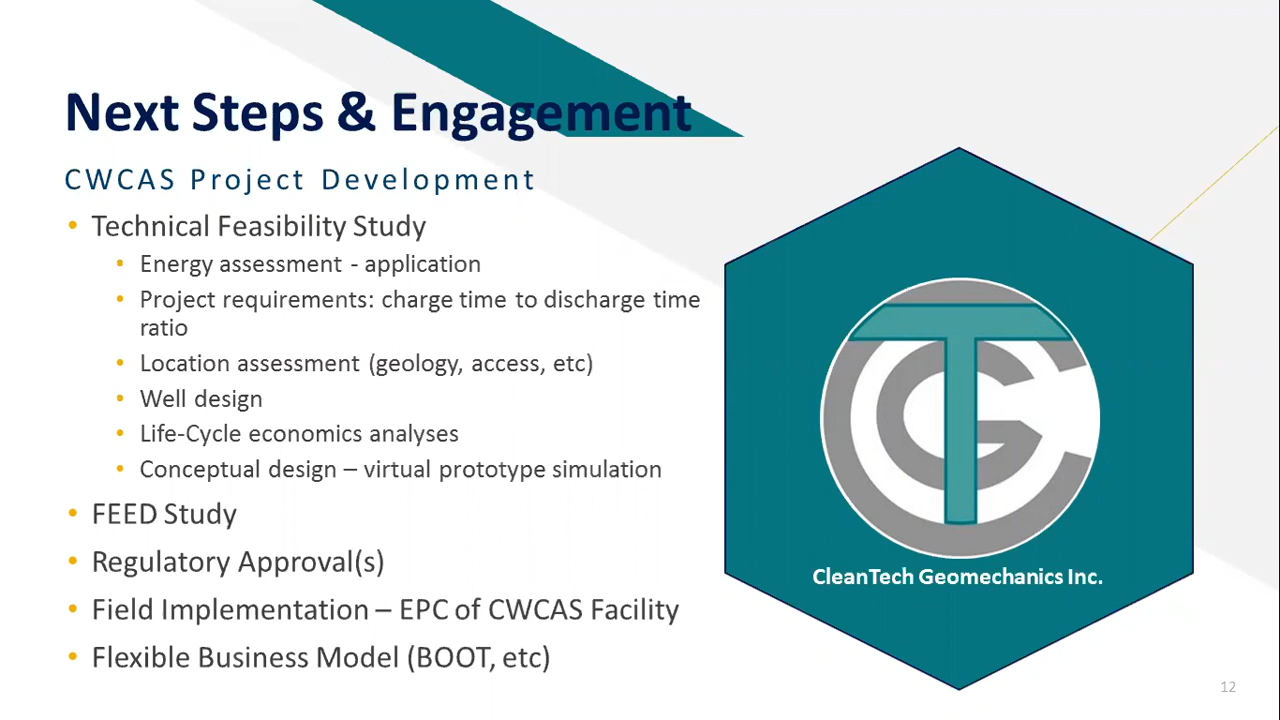 Next Steps & Engagement
CWCAS Project Development
• Technical Feasibility Study
• Energy assessment - application
• Project requirements: charge time to discharge time
ratio
• Location assessment (geology, access, etc)
• Well design
• Life-Cycle economics analyses
• Conceptual design – virtual prototype simulation
• FEED Study
• Regulatory Approval(s)
• Field Implementation – EPC of CWCAS Facility
• Flexible Business Model (BOOT, etc)
CTG
CleanTech Geomechanics Inc.
12